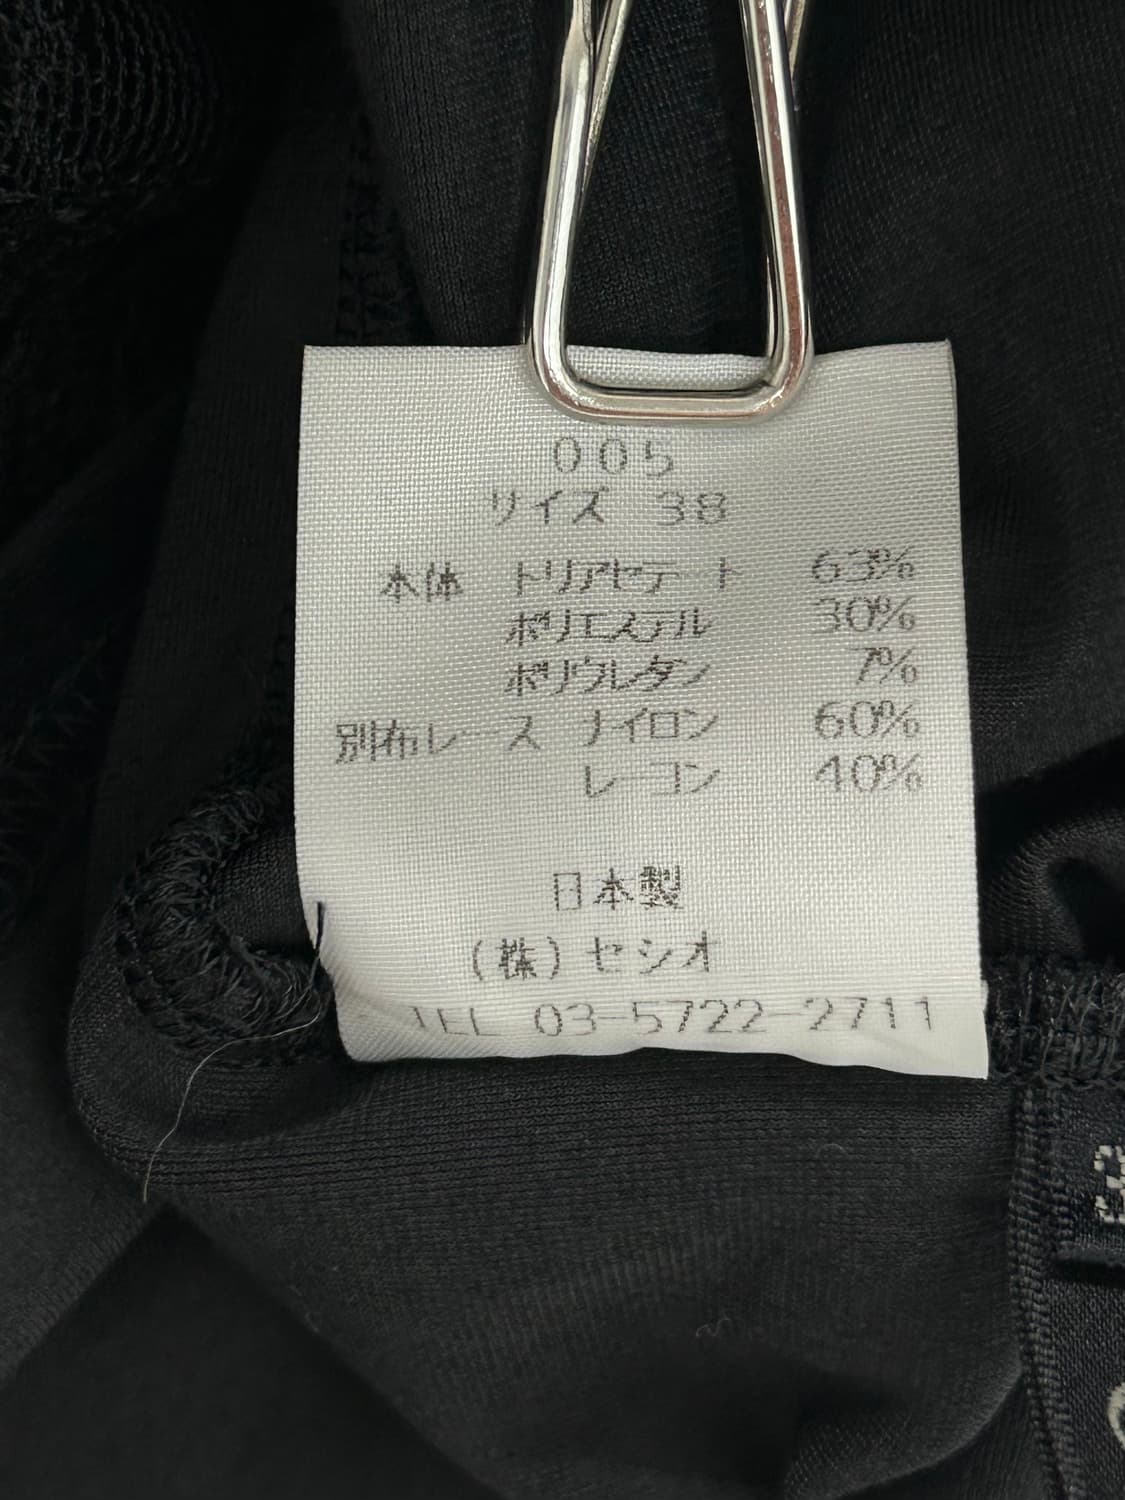 005
サイズ 38
本体 トリアセテート 63%
ポリエステル 30%
ポリウレタン 7%
別布レース ナイロン 60%
レーヨン 40%
日本製
(株)セシオ
TEL 03-5722-2711